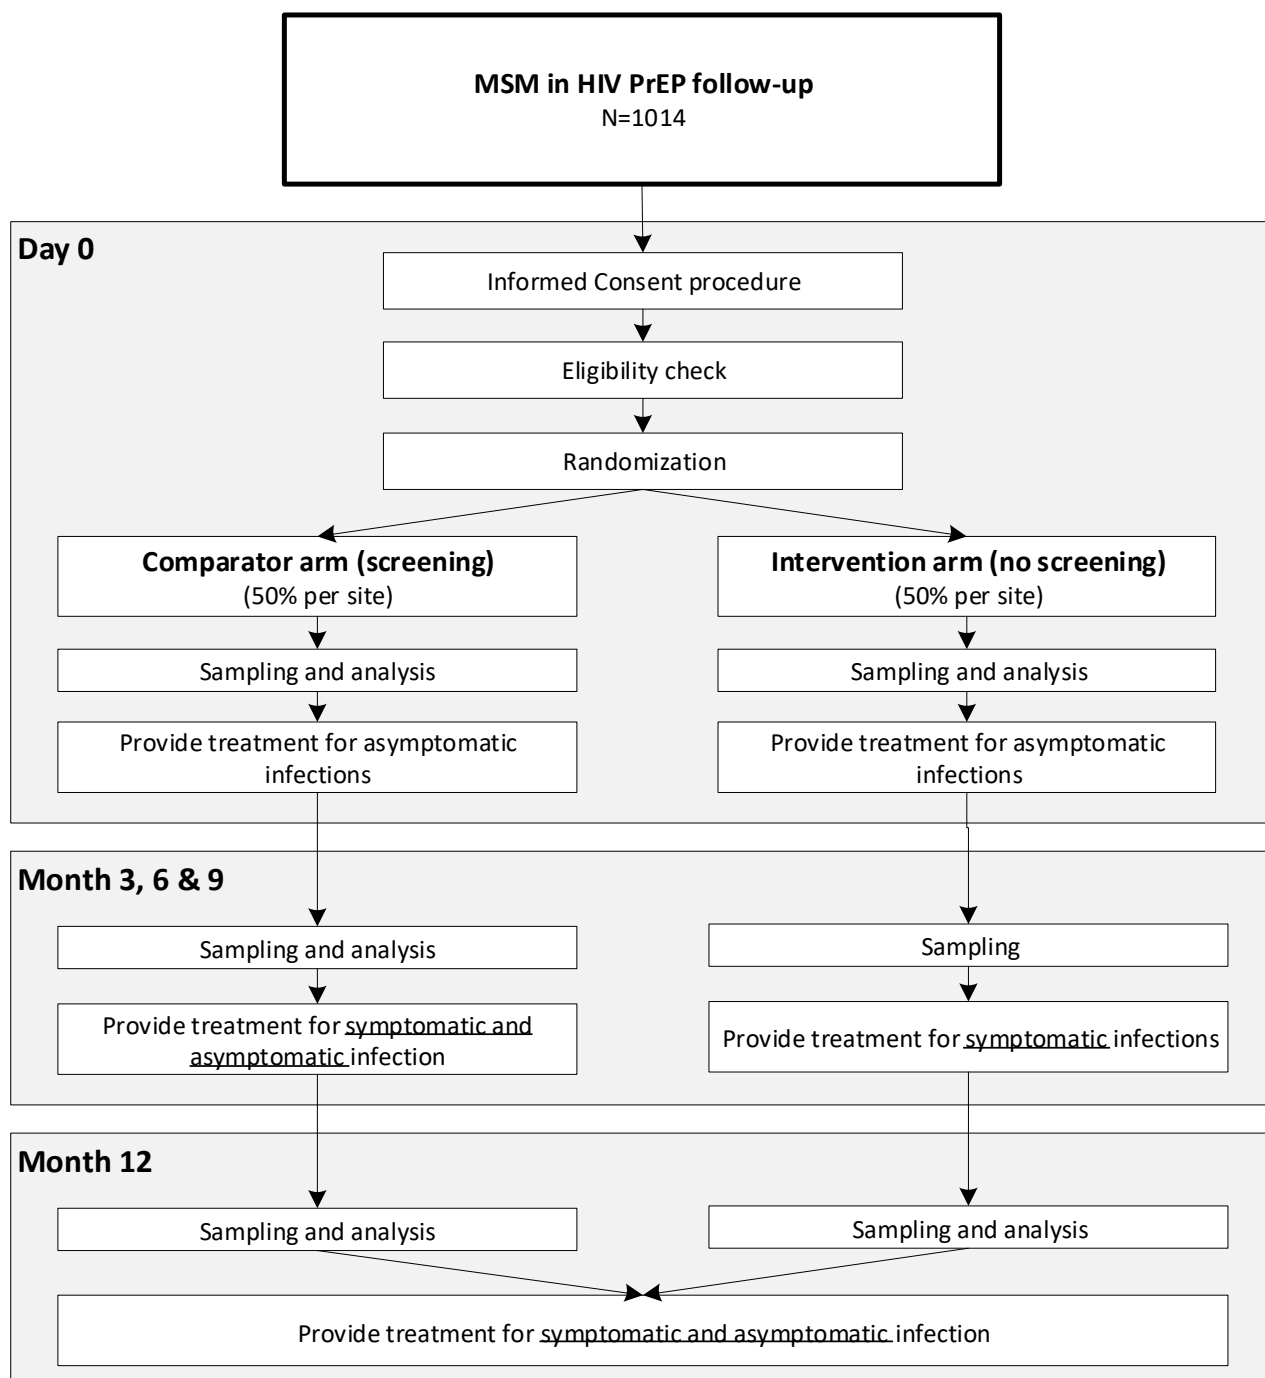 MSM in HIV PrEP follow-up
N=1014
Day 0
Informed Consent procedure
Eligibility check
Randomization
Comparator arm (screening)
(50% per site)
Intervention arm (no screening)
(50% per site)
Sampling and analysis
Sampling and analysis
Provide treatment for asymptomatic
infections
Provide treatment for asymptomatic
infections
Month 3, 6 & 9
Sampling and analysis
Sampling
Provide treatment for symptomatic and
asymptomatic infection
Provide treatment for symptomatic infections
Month 12
Sampling and analysis
Sampling and analysis
Provide treatment for symptomatic and asymptomatic infection